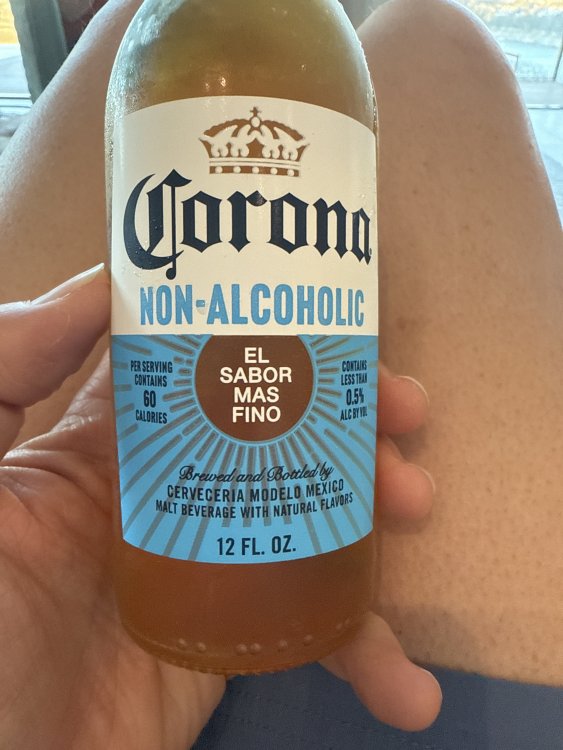 Corona
NON-ALCOHOLIC
PER SERVING
CONTAINS
60
CALORIES
EL
SABOR
MAS
FINO
CONTAINS
LESS THAN
0.5%
ALC BY VOL
Brewed and Bottled by
CERVECERIA MODELO MEXICO
MALT BEVERAGE WITH NATURAL FLAVORS
12 FL. OZ.